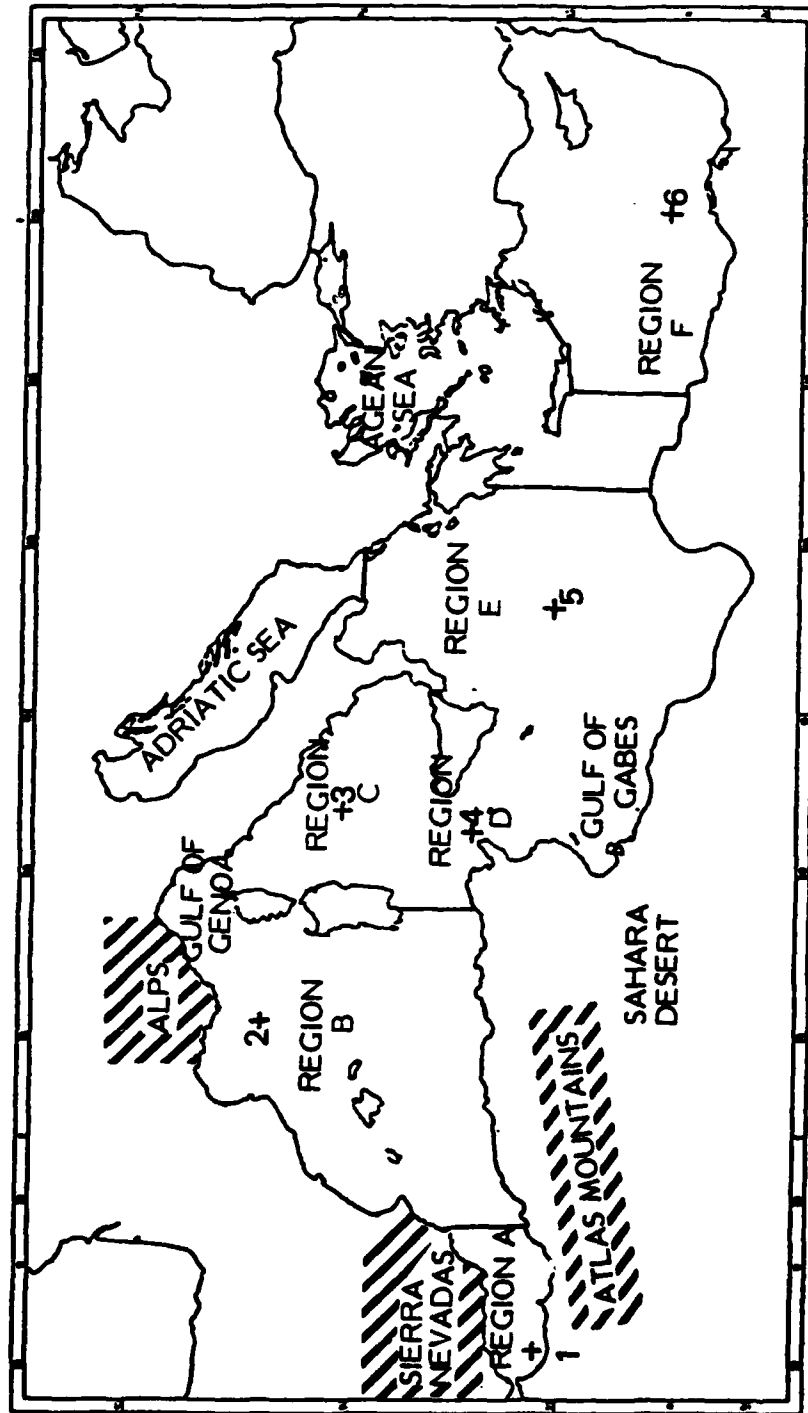 ALPS
GULF OF
GENOA
ADRIATIC SEA
AGEAN
SEA
2+
REGION
B
REGION
+3
C
SIERRA
NEVADAS
REGION A
+
1
REGION
+4
D
REGION
E
+5
GULF OF
GABES
REGION
F
+6
ATLAS MOUNTAINS
SAHARA
DESERT